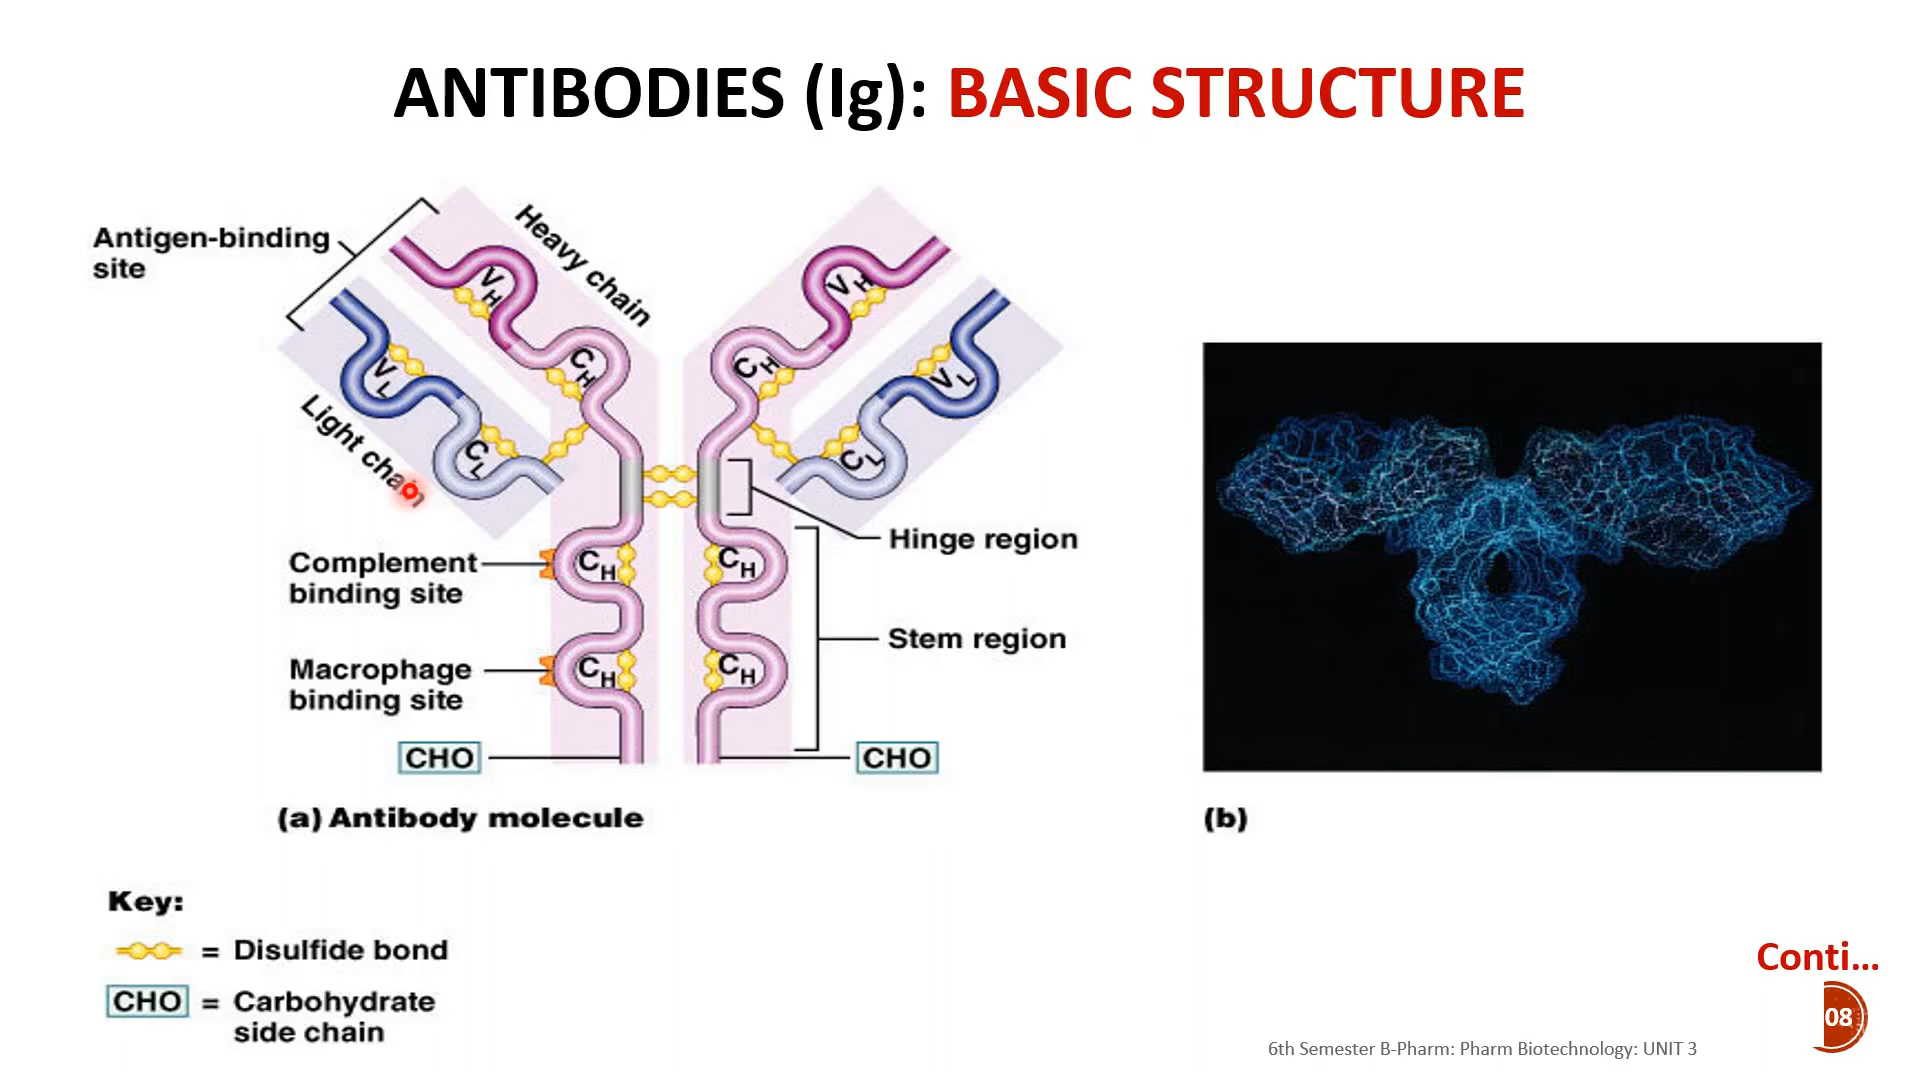 ANTIBODIES (Ig): BASIC STRUCTURE
Antigen-binding
site
Heavy chain
Light chain
VH
VH
CH
CH
VL
VL
CL
CL
Hinge region
Complement
binding site
CH
CH
Stem region
Macrophage
binding site
CH
CH
CHO
CHO
(a) Antibody molecule
(b)
Key:
= Disulfide bond
CHO = Carbohydrate
side chain
Conti...
08
6th Semester B-Pharm: Pharm Biotechnology: UNIT 3